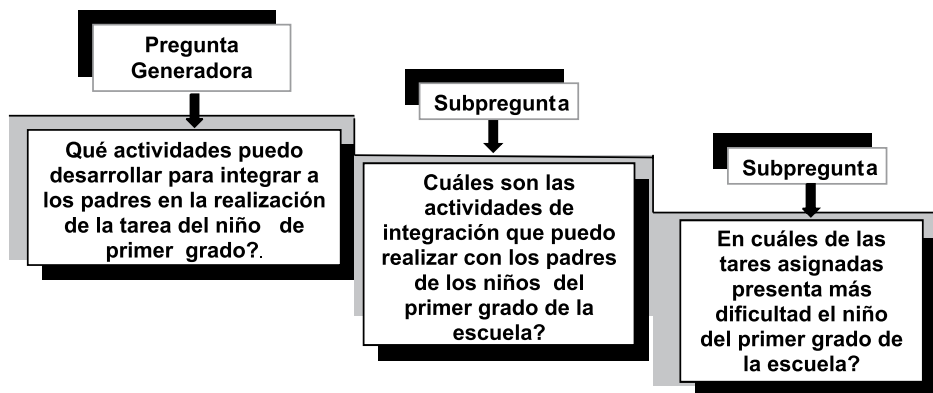 Pregunta
Generadora
Qué actividades puedo
desarrollar para integrar a
los padres en la realización
de la tarea del niño de
primer grado?.
Subpregunta
Cuáles son las
actividades de
integración que puedo
realizar con los padres
de los niños del
primer grado de la
escuela?
Subpregunta
En cuáles de las
tares asignadas
presenta más
dificultad el niño
del primer grado de
la escuela?